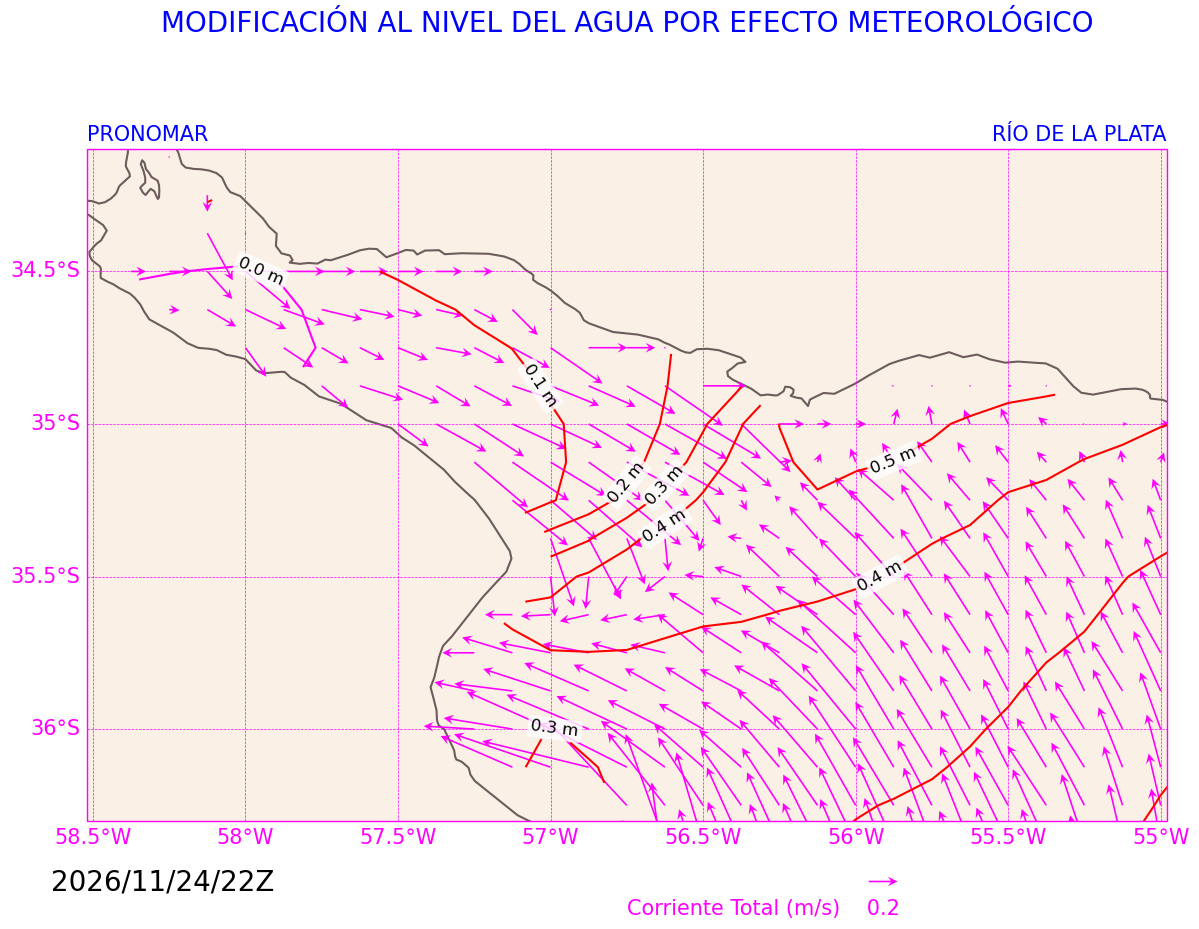 MODIFICACIÓN AL NIVEL DEL AGUA POR EFECTO METEOROLÓGICO
PRONOMAR
RÍO DE LA PLATA
34.5°S
35°S
35.5°S
36°S
0.0 m
0.1 m
0.2 m
0.3 m
0.4 m
0.5 m
0.4 m
0.3 m
58.5°W
58°W
57.5°W
57°W
56.5°W
56°W
55.5°W
55°W
2026/11/24/22Z
Corriente Total (m/s)
0.2